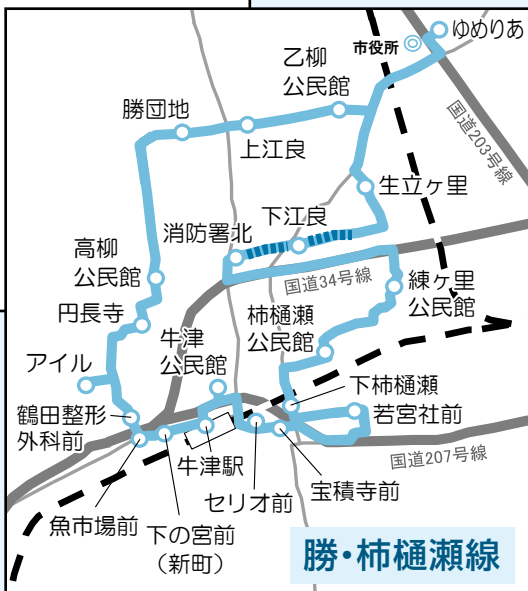 ゆめりあ
市役所
乙柳
公民館
国道203号線
勝団地
上江良
生立ヶ里
消防署北
下江良
高柳
公民館
国道34号線
練ヶ里
公民館
円長寺
牛津
公民館
柿樋瀬
公民館
アイル
下柿樋瀬
若宮社前
鶴田整形
外科前
牛津駅
国道207号線
セリオ前
宝積寺前
魚市場前
下の宮前
（新町）
勝・柿樋瀬線